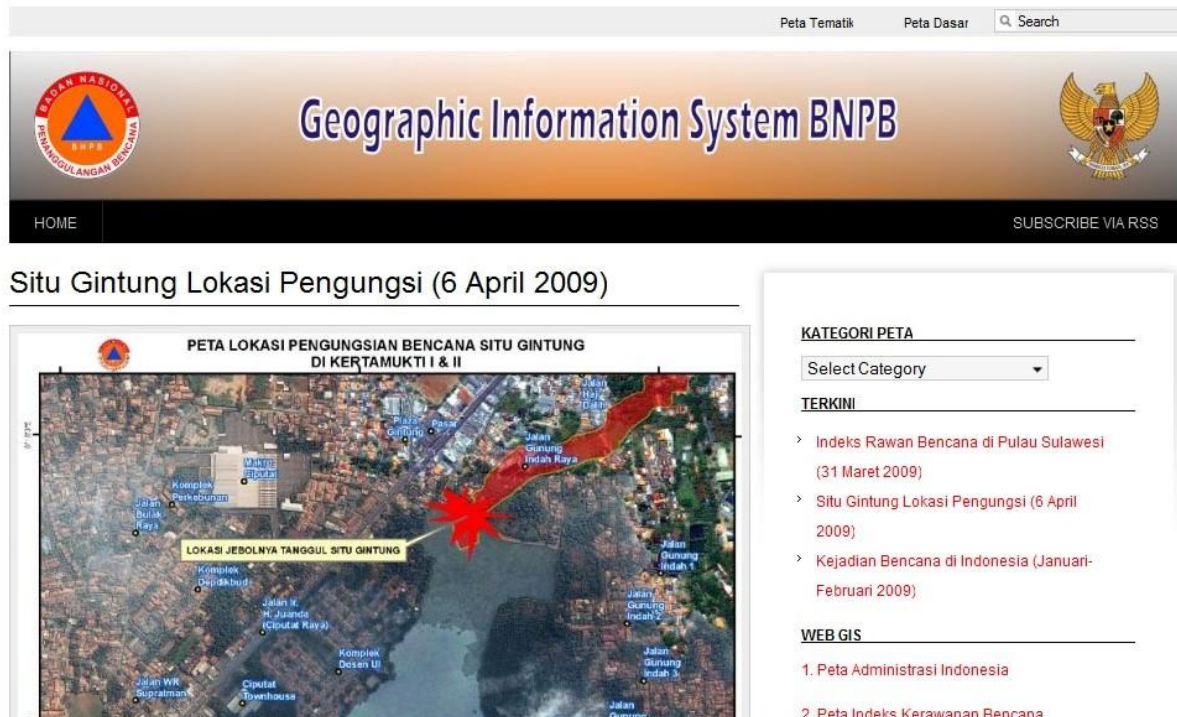 Peta Tematik
Peta Dasar
Search
BADAN NASIONAL
PENANGGULANGAN BENCANA
BNPB
Geographic Information System BNPB
HOME
SUBSCRIBE VIA RSS
Situ Gintung Lokasi Pengungsi (6 April 2009)
PETA LOKASI PENGUNGSIAN BENCANA SITU GINTUNG
DI KERTAMUKTI I & II
Jalan
Haji
Plaza
Gintung
Pasar
Jalan
Gunung
Indah Raya
Makro
Ciputat
Komplek
Perkebunan
Jalan
Bulak
Raya
LOKASI JEBOLNYA TANGGUL SITU GINTUNG
Komplek
Depdikbud
Jalan
Gunung
Indah 1
Jalan
Gunung
Indah 2
Jalan Ir.
H. Juanda
(Ciputat Raya)
Komplek
Dosen UI
Jalan
Gunung
Indah 3
Jalan WR
Supratman
Ciputat
Townhouse
Jalan
Gunung
KATEGORI PETA
Select Category
TERKINI
Indeks Rawan Bencana di Pulau Sulawesi
(31 Maret 2009)
Situ Gintung Lokasi Pengungsi (6 April
2009)
Kejadian Bencana di Indonesia (Januari-
Februari 2009)
WEB GIS
1. Peta Administrasi Indonesia
2. Peta Indeks Kerawanan Bencana